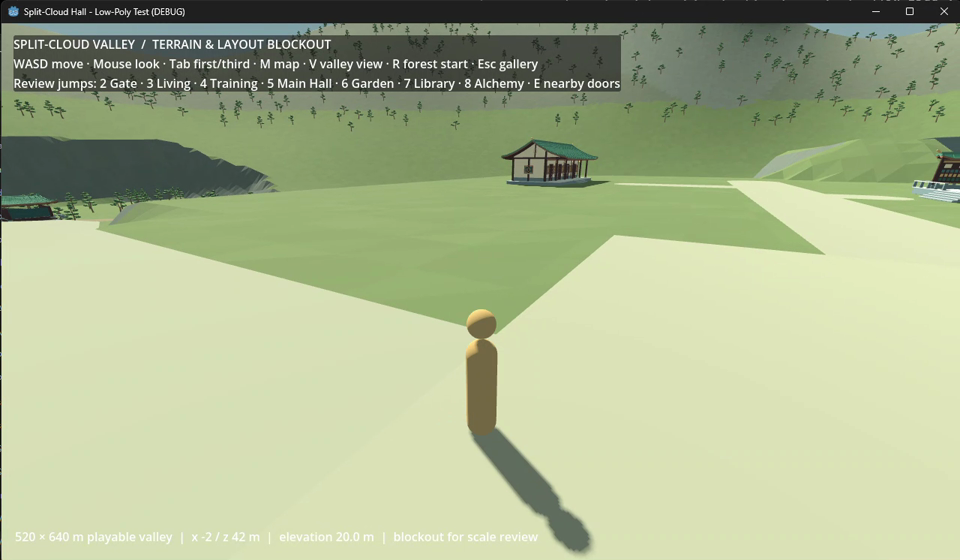 Split-Cloud Hall - Low-Poly Test (DEBUG)
SPLIT-CLOUD VALLEY / TERRAIN & LAYOUT BLOCKOUT
WASD move · Mouse look · Tab first/third · M map · V valley view · R forest start · Esc gallery
Review jumps: 2 Gate · 3 Living · 4 Training · 5 Main Hall · 6 Garden · 7 Library · 8 Alchemy · E nearby doors
520 × 640 m playable valley | x -2 / z 42 m | elevation 20.0 m | blockout for scale review